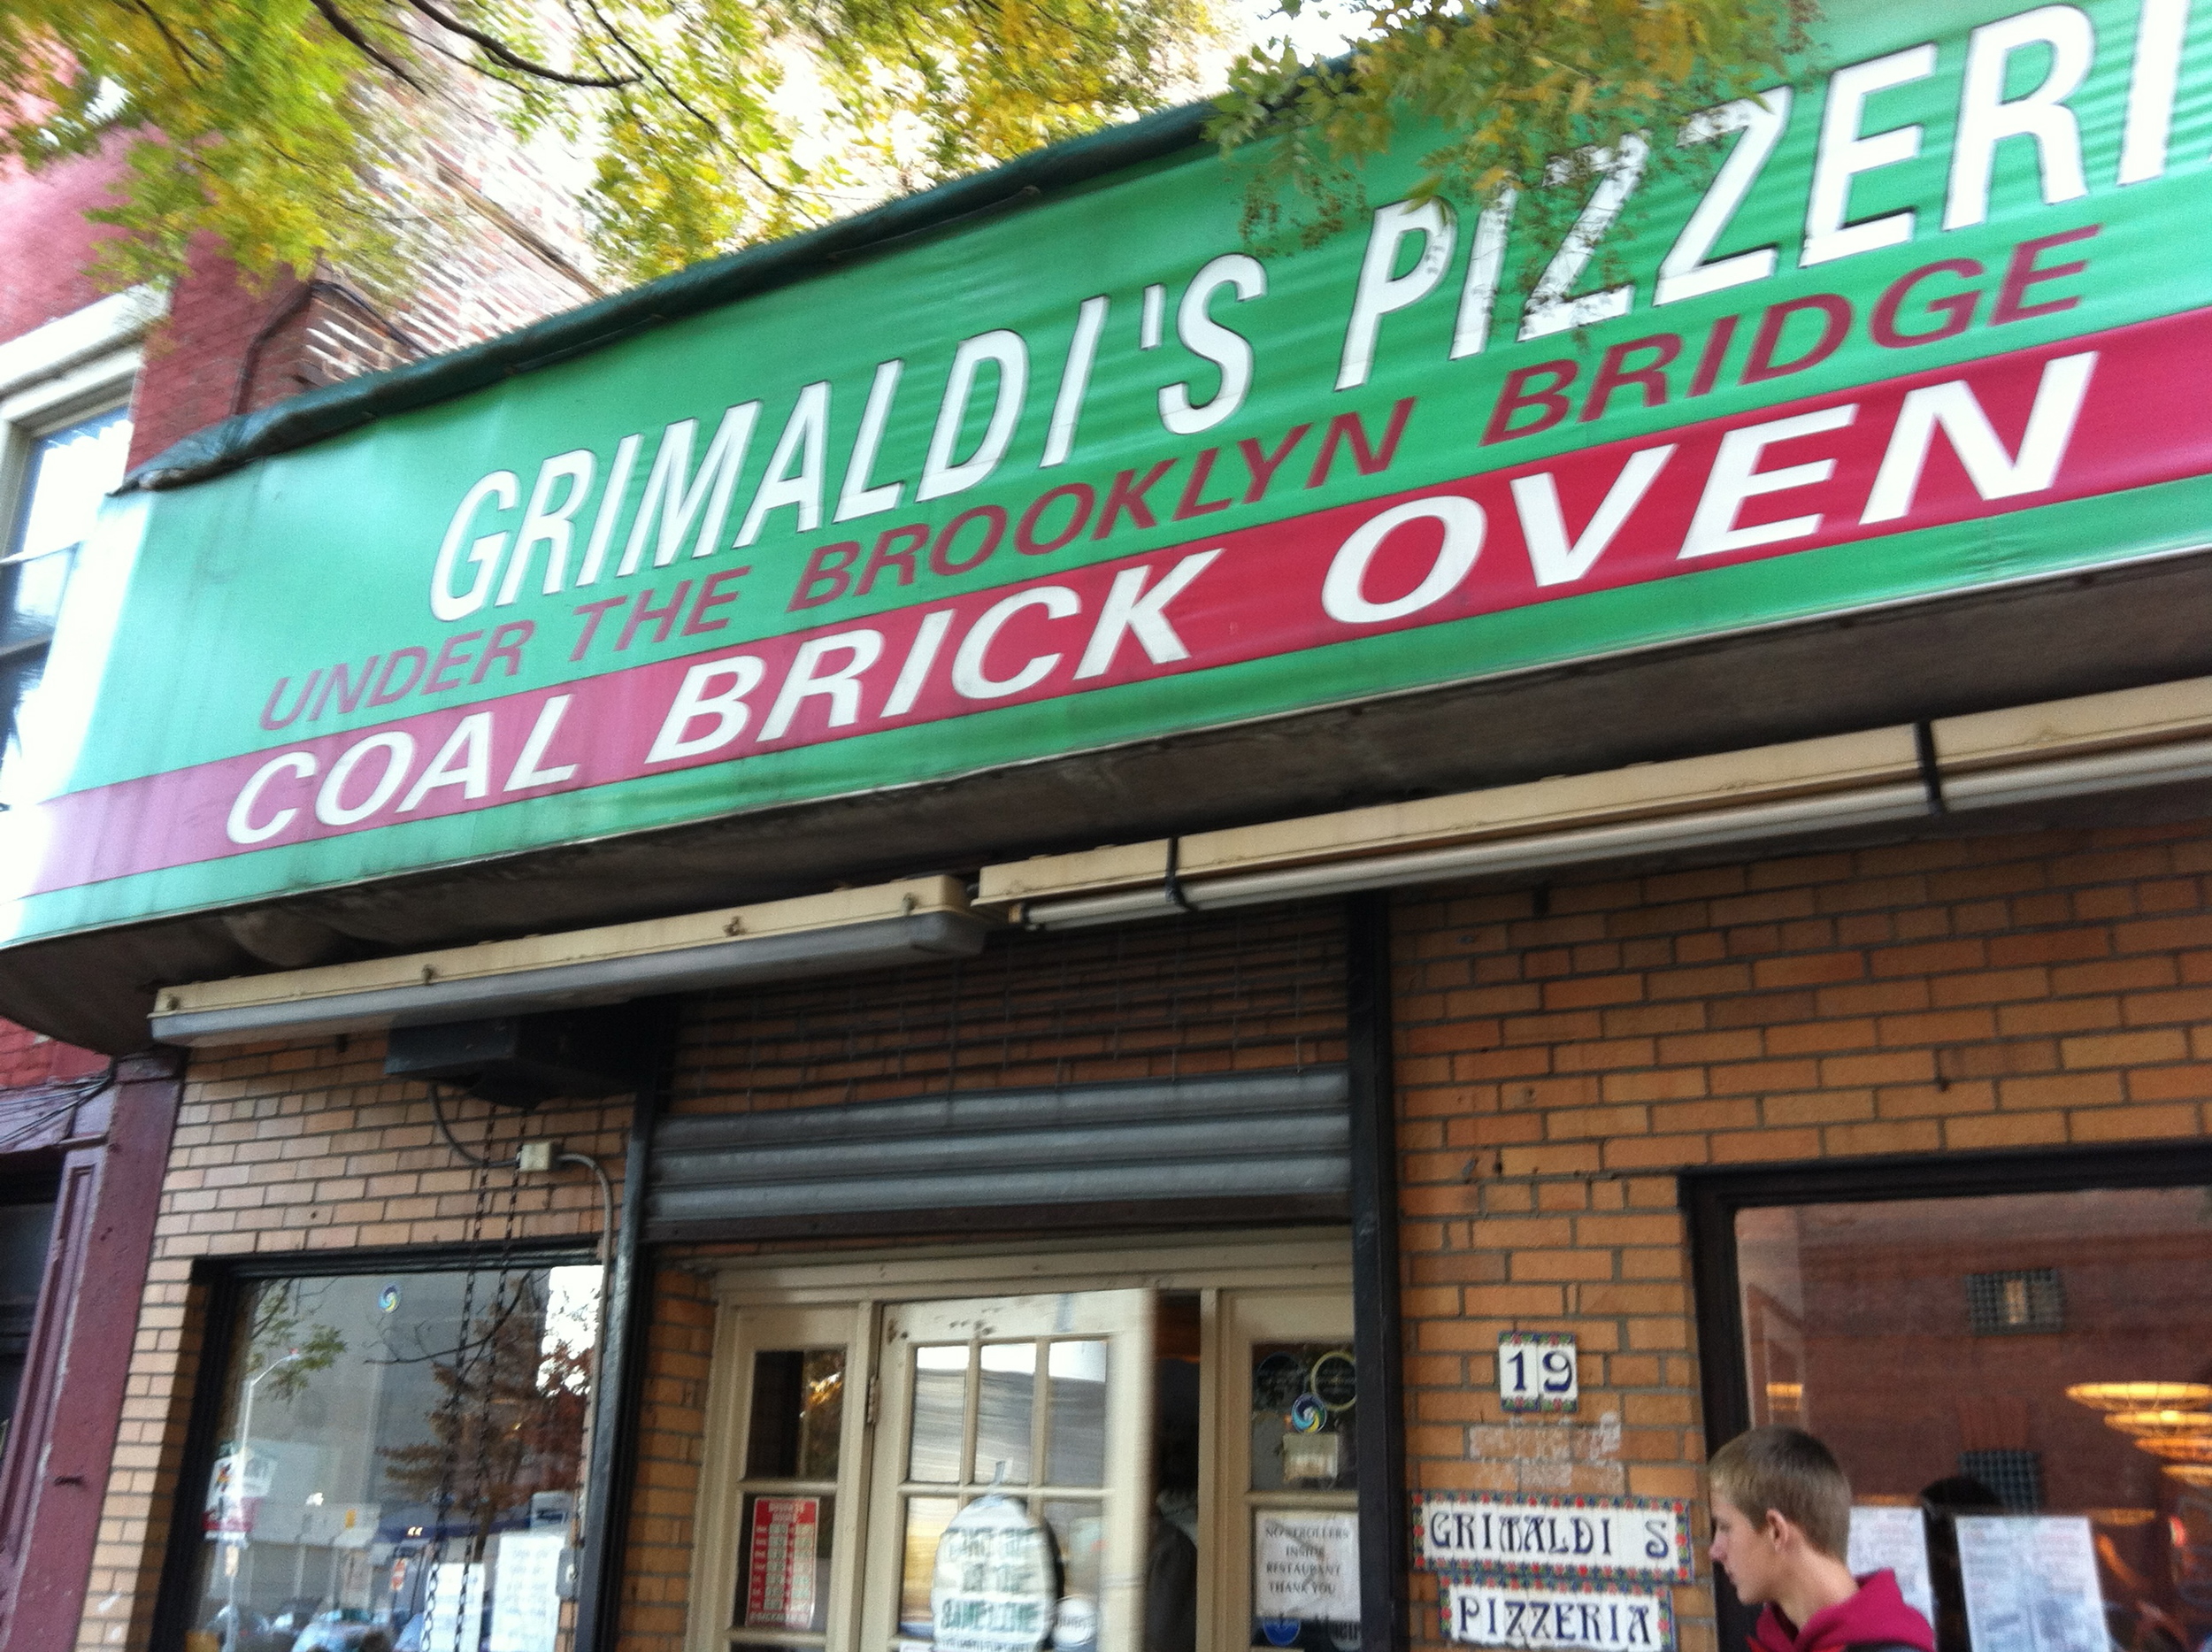 GRIMALDI'S PIZZERI
UNDER THE BROOKLYN BRIDGE
COAL BRICK OVEN
19
GRIMALDI S
PIZZERIA
NO STROLLERS
INSIDE
RESTAURANT
THANK YOU